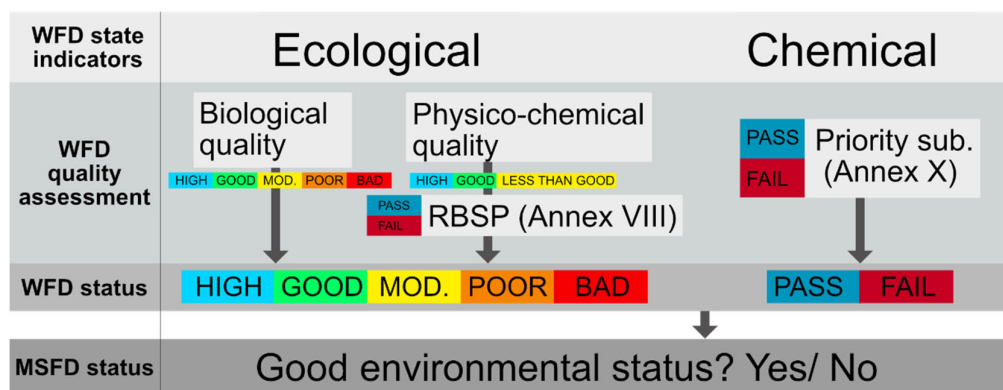 WFD state
indicators
Ecological
Chemical
WFD
quality
assessment
Biological
quality
HIGH GOOD MOD. POOR BAD
Physico-chemical
quality
HIGH GOOD LESS THAN GOOD
PASS
FAIL
RBSP (Annex VIII)
PASS
FAIL
Priority sub.
(Annex X)
WFD status
HIGH GOOD MOD. POOR BAD
PASS FAIL
MSFD status
Good environmental status? Yes/ No